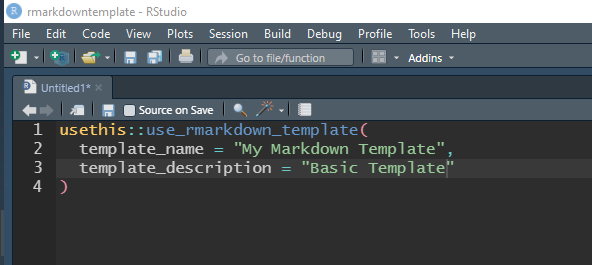 rmarkdowntemplate - RStudio
File Edit Code View Plots Session Build Debug Profile Tools Help
Go to file/function Addins
Untitled1*
Source on Save
1 usethis::use_rmarkdown_template(
2 template_name = "My Markdown Template",
3 template_description = "Basic Template"
4 )